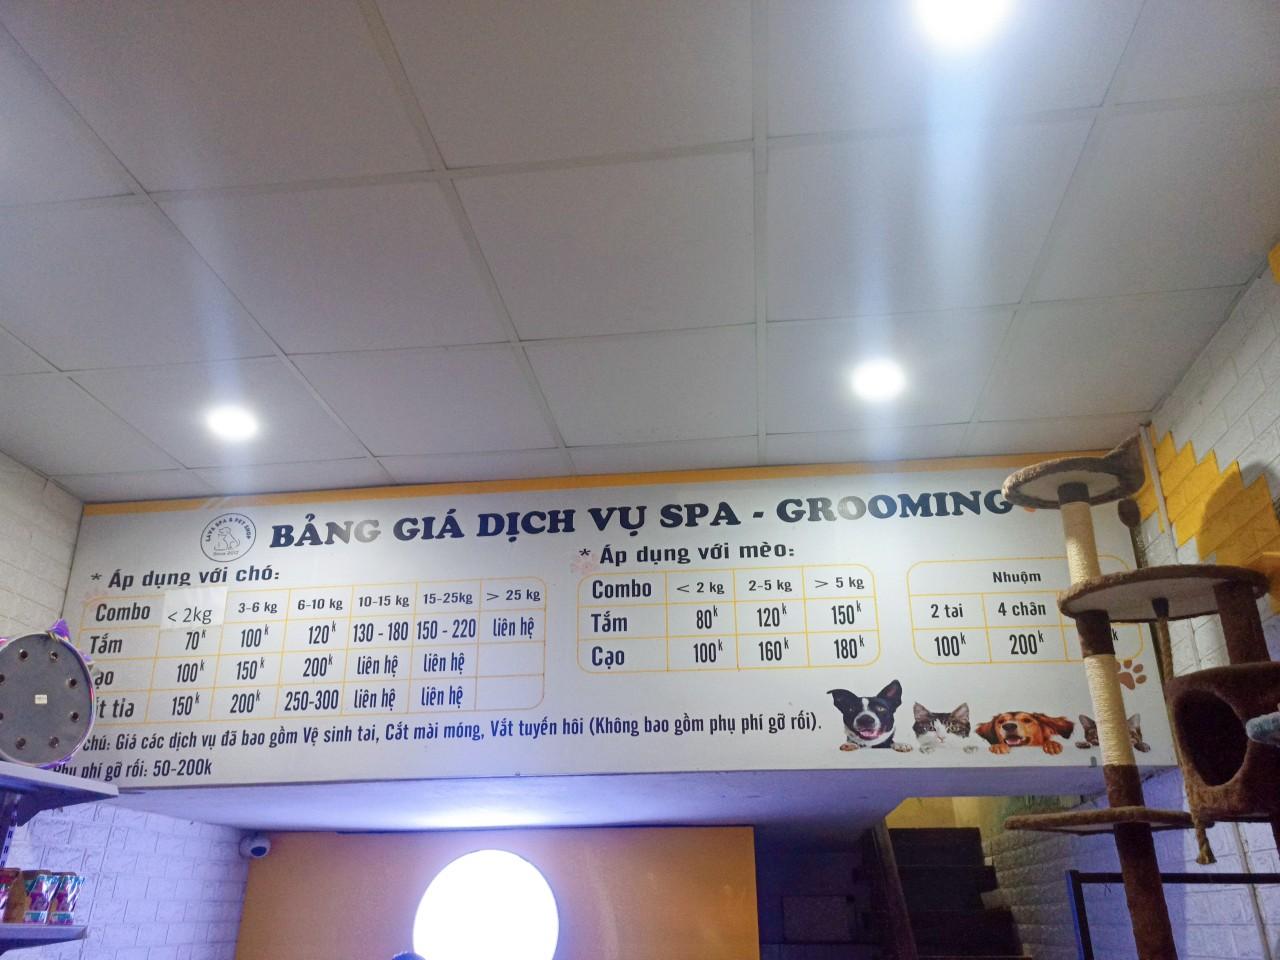 BẢNG GIÁ DỊCH VỤ SPA - GROOMING
SPA & PET SHOP
* Áp dụng với chó:
Combo < 2kg 3-6 kg 6-10 kg 10-15 kg 15-25kg > 25 kg
Tắm 70k 100k 120k 130 - 180 150 - 220 liên hệ
ạo 100k 150k 200k liên hệ liên hệ
t tỉa 150k 200k 250-300 liên hệ liên hệ
* Áp dụng với mèo:
Combo < 2 kg 2-5 kg > 5 kg
Tắm 80k 120k 150k
Cạo 100k 160k 180k
Nhuộm
2 tai 4 chân
100k 200k k
chú: Giá các dịch vụ đã bao gồm Vệ sinh tai, Cắt mài móng, Vắt tuyến hôi (Không bao gồm phụ phí gỡ rối).
Phụ phí gỡ rối: 50-200k